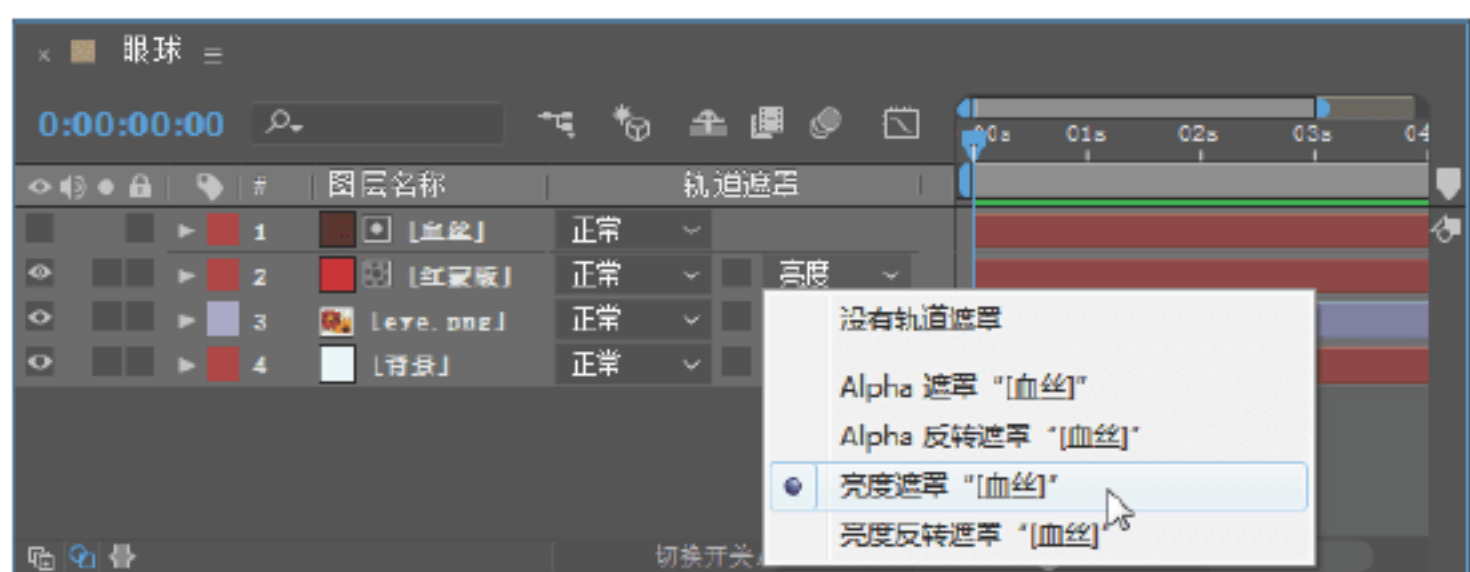 眼球
0:00:00:00
00s 01s 02s 03s 04
# 图层名称 轨道遮罩
1 [血丝] 正常
2 [红蒙版] 正常 亮度
3 [eye.png] 正常
4 [背景] 正常
没有轨道遮罩
Alpha 遮罩 "[血丝]"
Alpha 反转遮罩 "[血丝]"
亮度遮罩 "[血丝]"
亮度反转遮罩 "[血丝]"
切换开关